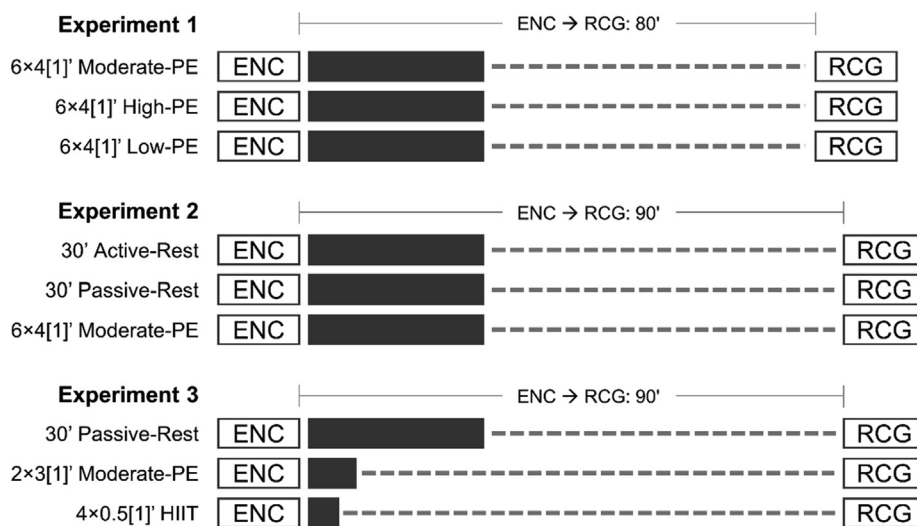 Experiment 1 ENC → RCG: 80'
6×4[1]' Moderate-PE ENC RCG
6×4[1]' High-PE ENC RCG
6×4[1]' Low-PE ENC RCG
Experiment 2 ENC → RCG: 90'
30' Active-Rest ENC RCG
30' Passive-Rest ENC RCG
6×4[1]' Moderate-PE ENC RCG
Experiment 3 ENC → RCG: 90'
30' Passive-Rest ENC RCG
2×3[1]' Moderate-PE ENC RCG
4×0.5[1]' HIIT ENC RCG